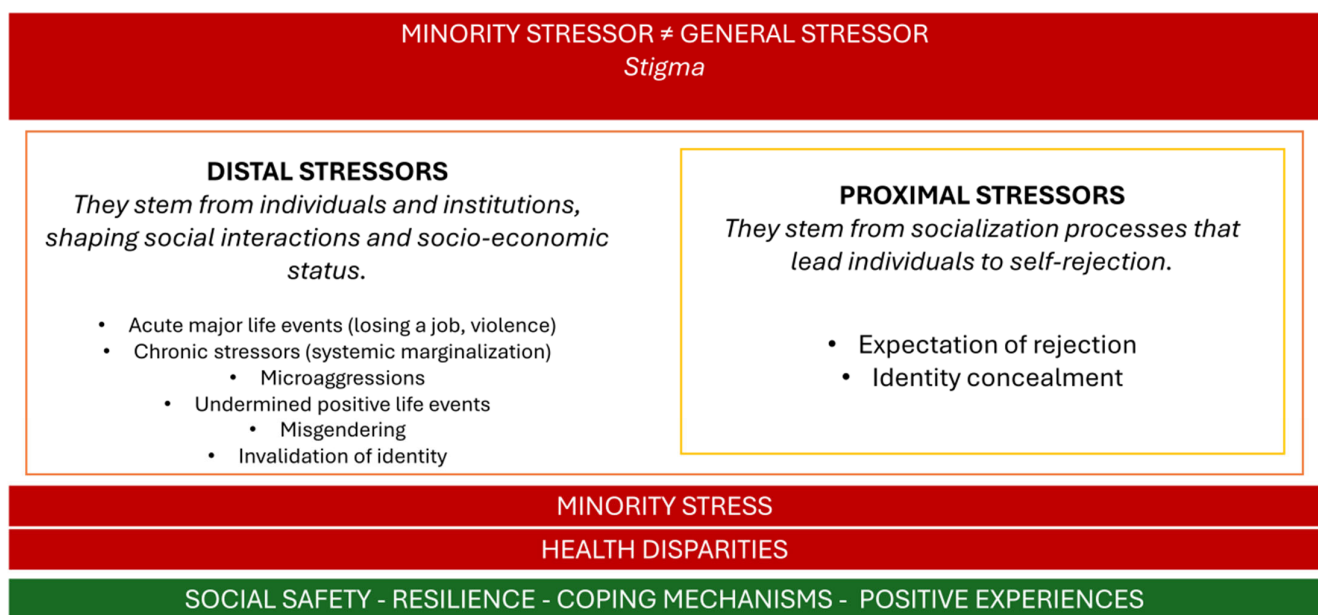 MINORITY STRESSOR ≠ GENERAL STRESSOR
Stigma
DISTAL STRESSORS
They stem from individuals and institutions,
shaping social interactions and socio-economic
status.
• Acute major life events (losing a job, violence)
• Chronic stressors (systemic marginalization)
• Microaggressions
• Undermined positive life events
• Misgendering
• Invalidation of identity
PROXIMAL STRESSORS
They stem from socialization processes that
lead individuals to self-rejection.
• Expectation of rejection
• Identity concealment
MINORITY STRESS
HEALTH DISPARITIES
SOCIAL SAFETY - RESILIENCE - COPING MECHANISMS - POSITIVE EXPERIENCES